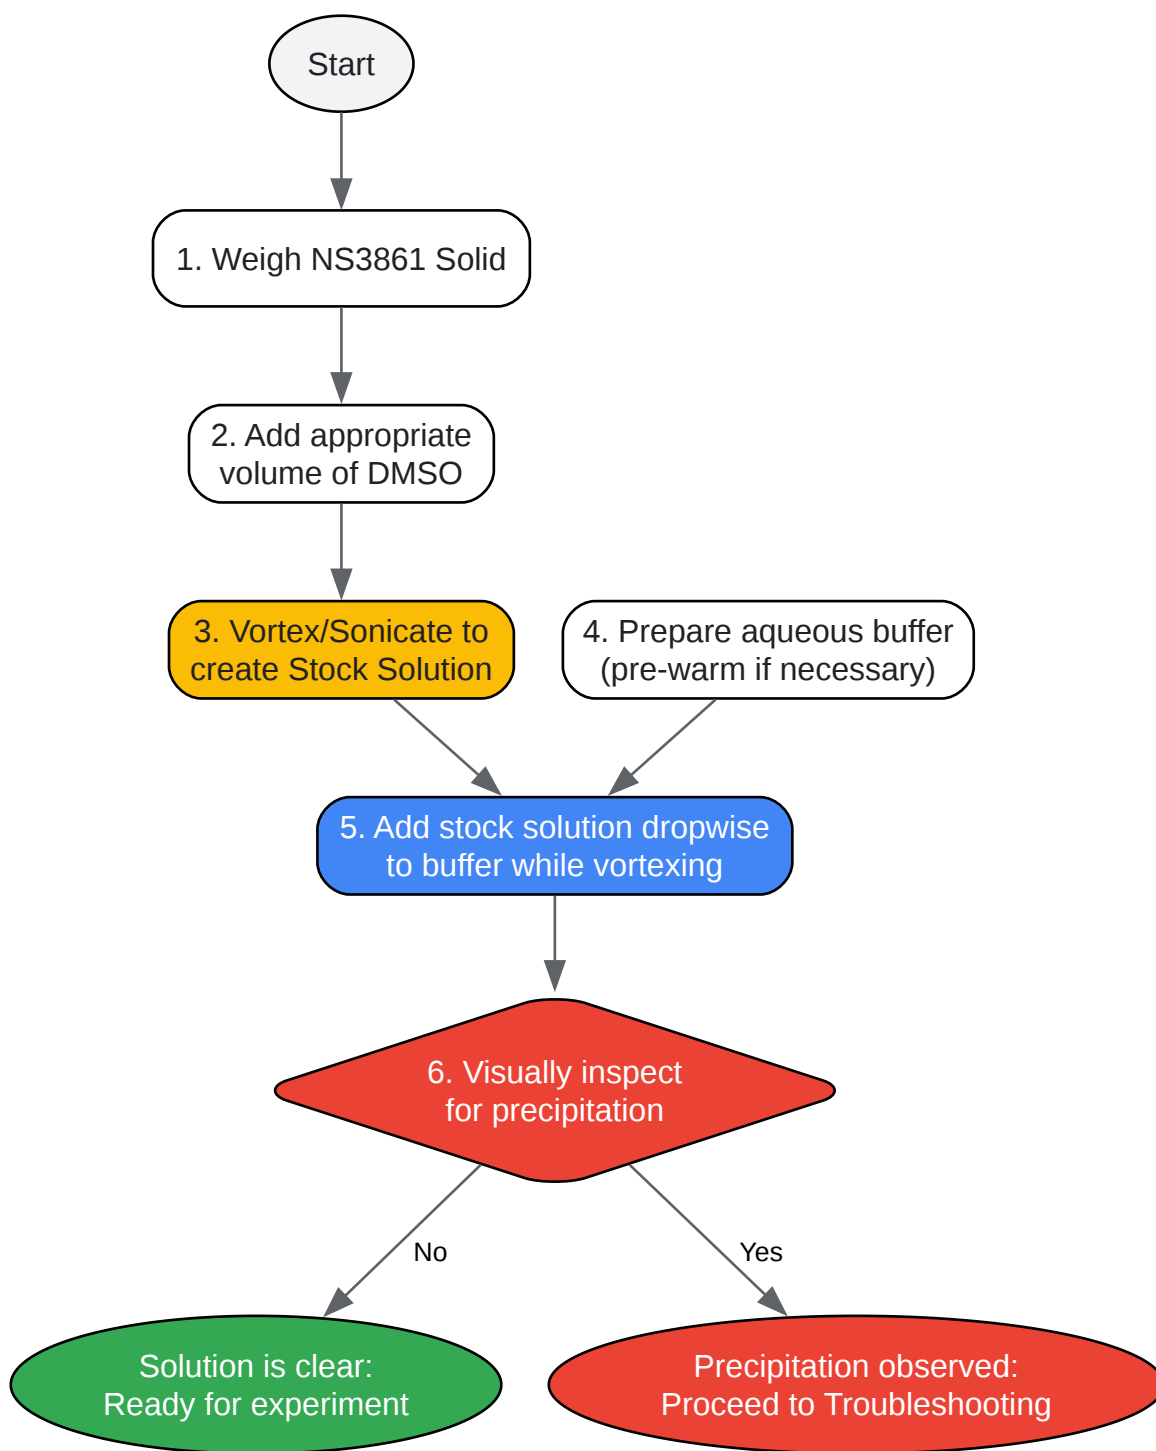 Start
1. Weigh NS3861 Solid
2. Add appropriate
volume of DMSO
3. Vortex/Sonicate to
create Stock Solution
4. Prepare aqueous buffer
(pre-warm if necessary)
5. Add stock solution dropwise
to buffer while vortexing
6. Visually inspect
for precipitation
No
Yes
Solution is clear:
Ready for experiment
Precipitation observed:
Proceed to Troubleshooting